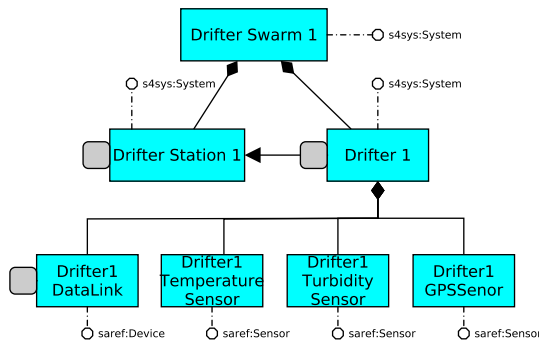 Drifter Swarm 1
s4sys:System
s4sys:System
s4sys:System
Drifter Station 1
Drifter 1
Drifter1
DataLink
Drifter1
Temperature
Sensor
Drifter1
Turbidity
Sensor
Drifter1
GPSSenor
saref:Device
saref:Sensor
saref:Sensor
saref:Sensor